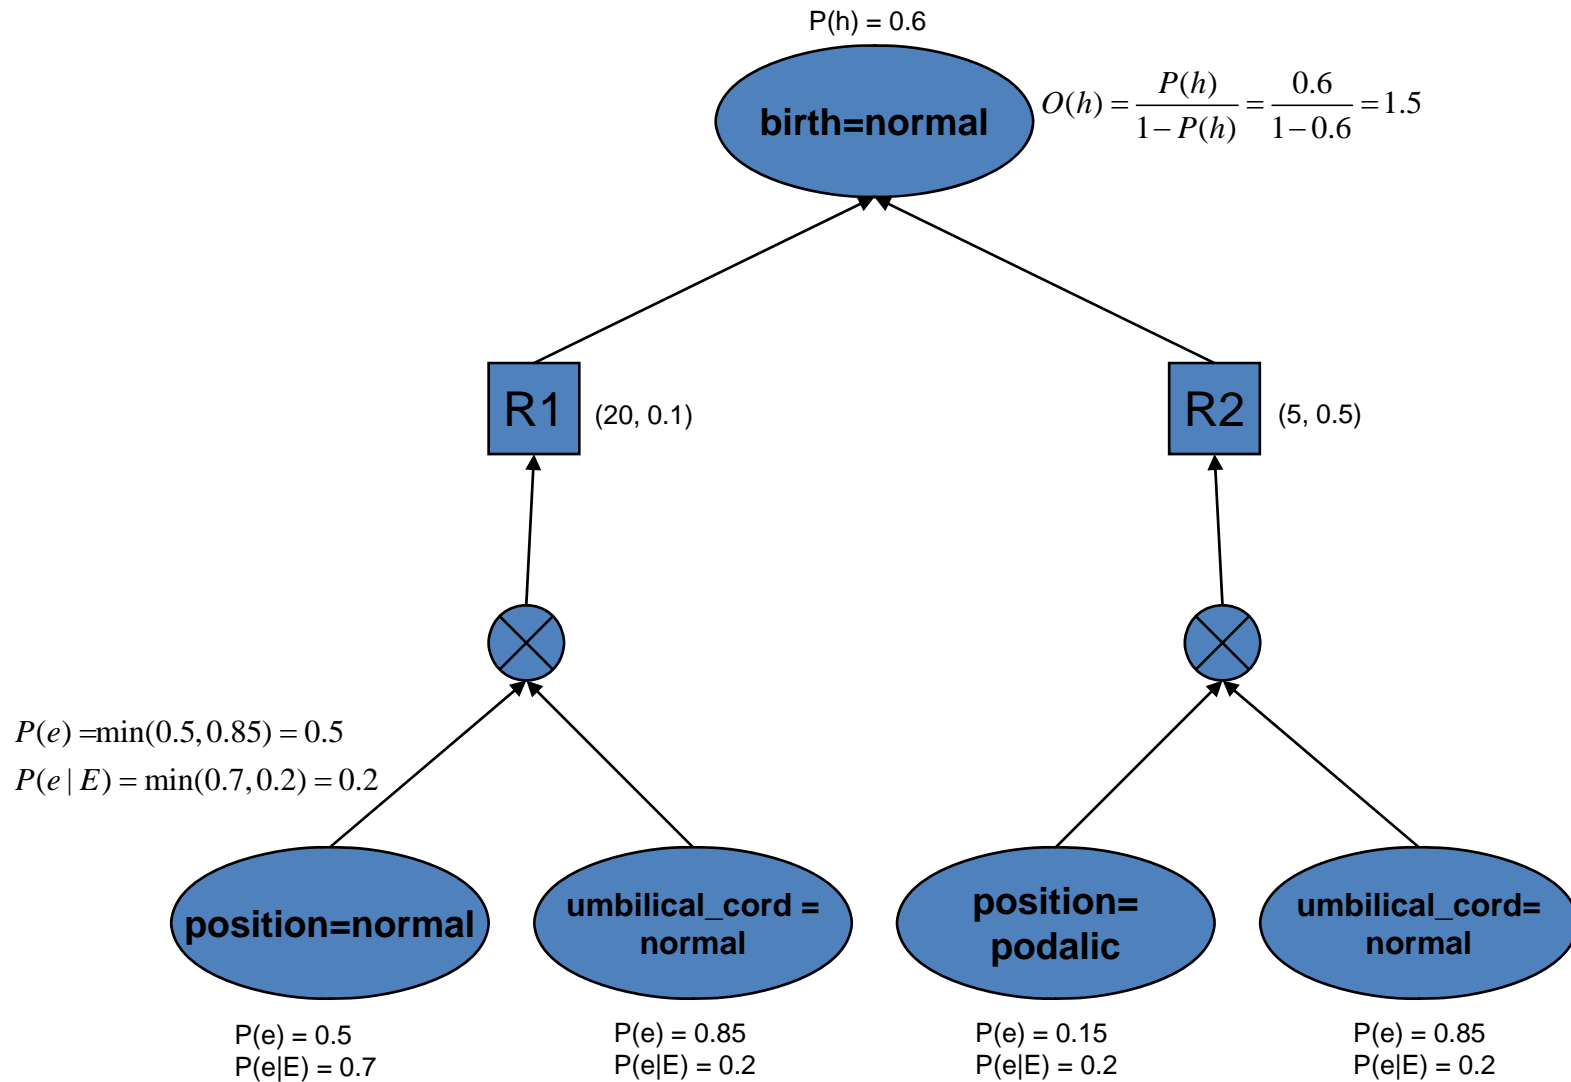 P(h) = 0.6
birth=normal
O(h) = P(h) / 1 − P(h) = 0.6 / 1 − 0.6 = 1.5
R1
(20, 0.1)
R2
(5, 0.5)
P(e) =min(0.5, 0.85) = 0.5
P(e | E) = min(0.7, 0.2) = 0.2
position=normal
umbilical_cord =
normal
position=
podalic
umbilical_cord=
normal
P(e) = 0.5
P(e|E) = 0.7
P(e) = 0.85
P(e|E) = 0.2
P(e) = 0.15
P(e|E) = 0.2
P(e) = 0.85
P(e|E) = 0.2